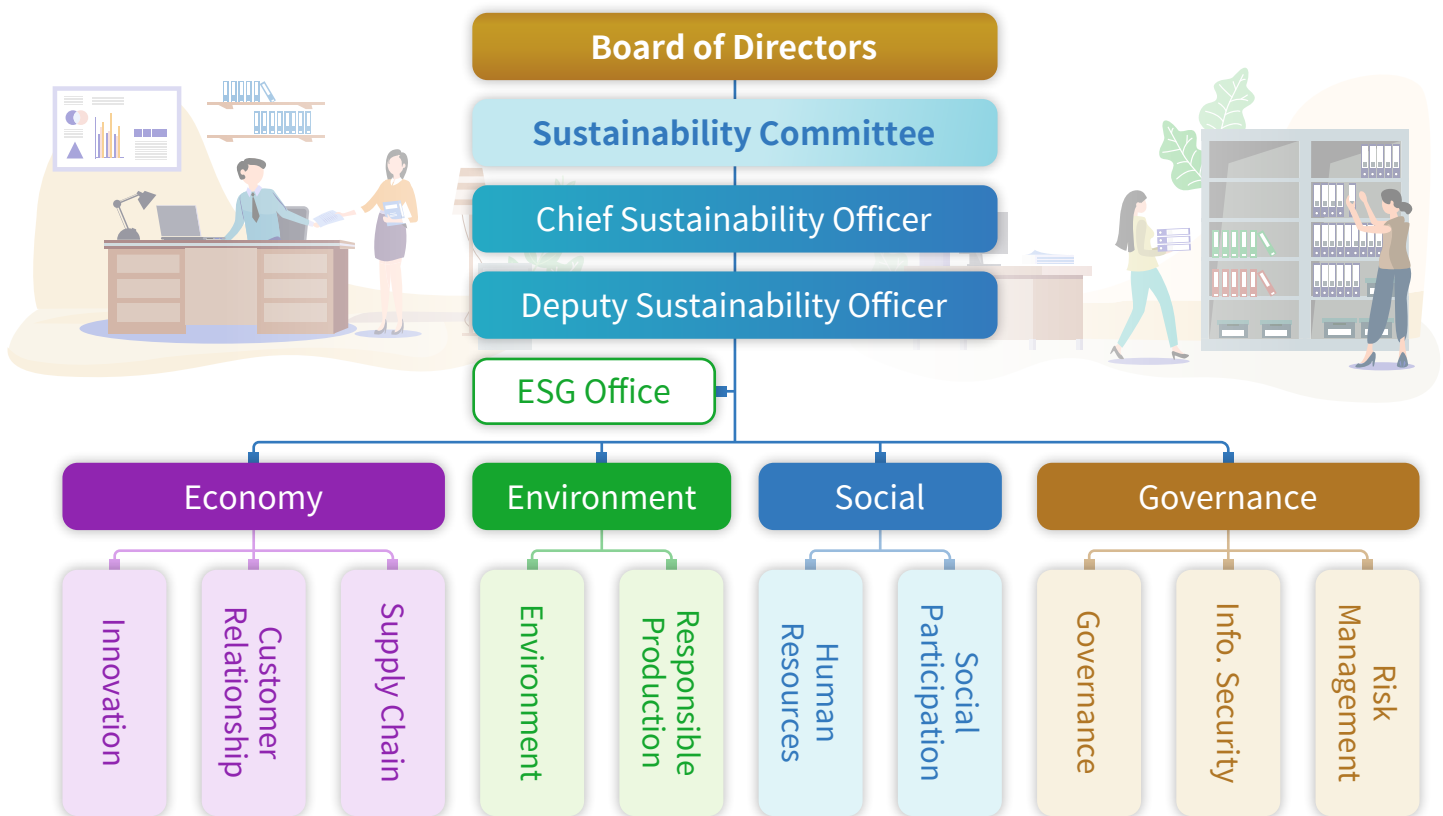 Board of Directors
Sustainability Committee
Chief Sustainability Officer
Deputy Sustainability Officer
ESG Office
Economy
Environment
Social
Governance
Innovation
Customer
Relationship
Supply Chain
Environment
Responsible
Production
Human
Resources
Social
Participation
Governance
Info. Security
Risk
Management